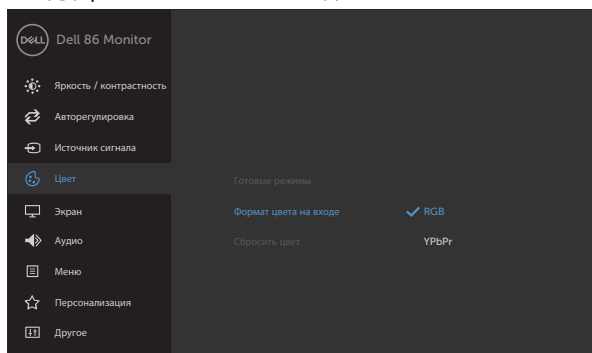 DELL Dell 86 Monitor
Яркость / контрастность
Авторегулировка
Источник сигнала
Цвет
Готовые режимы
Формат цвета на входе RGB
Экран
Сбросить цвет YPbPr
Аудио
Меню
Персонализация
Другое